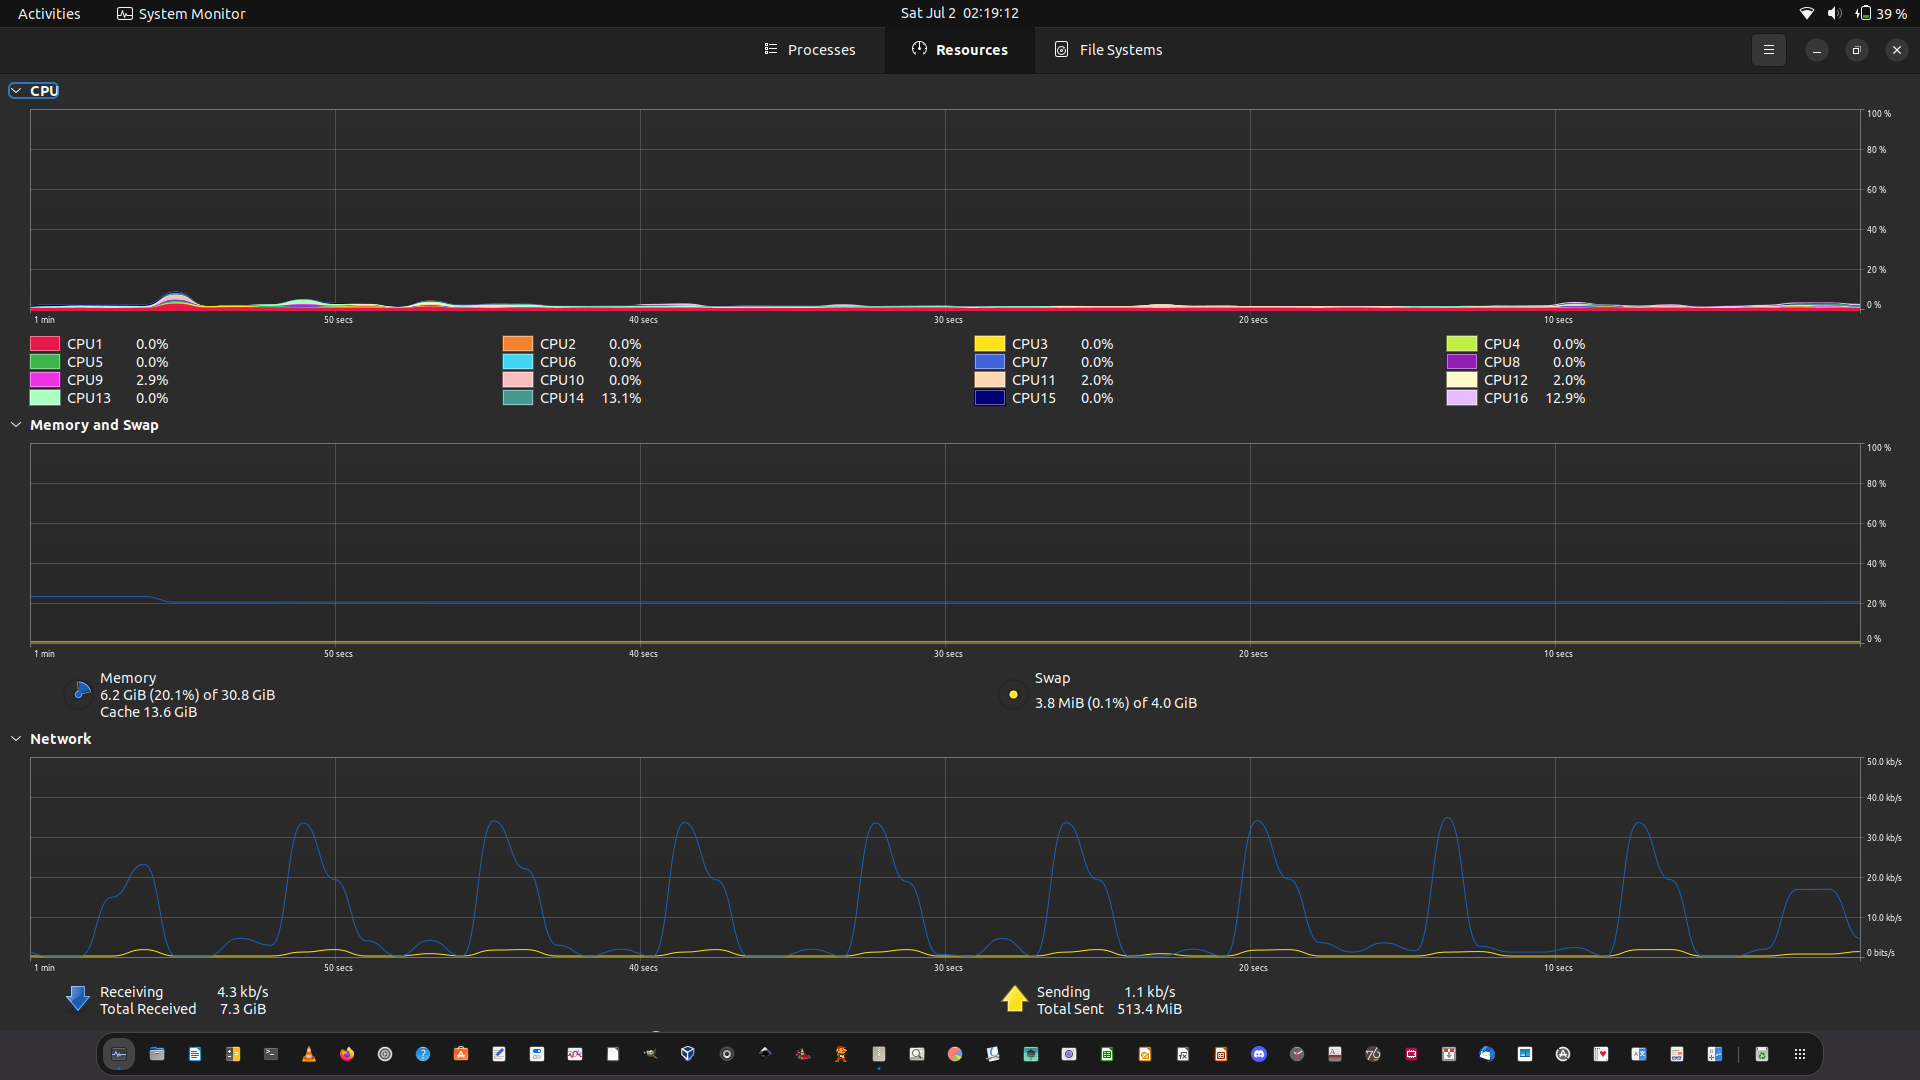 Activities System Monitor Sat Jul 2 02:19:12 39 %
Processes Resources File Systems
CPU
100 %
80 %
60 %
40 %
20 %
0 %
1 min 50 secs 40 secs 30 secs 20 secs 10 secs
CPU1 0.0% CPU2 0.0% CPU3 0.0% CPU4 0.0%
CPU5 0.0% CPU6 0.0% CPU7 0.0% CPU8 0.0%
CPU9 2.9% CPU10 0.0% CPU11 2.0% CPU12 2.0%
CPU13 0.0% CPU14 13.1% CPU15 0.0% CPU16 12.9%
Memory and Swap
100 %
80 %
60 %
40 %
20 %
0 %
1 min 50 secs 40 secs 30 secs 20 secs 10 secs
Memory
6.2 GiB (20.1%) of 30.8 GiB
Cache 13.6 GiB
Swap
3.8 MiB (0.1%) of 4.0 GiB
Network
50.0 kb/s
40.0 kb/s
30.0 kb/s
20.0 kb/s
10.0 kb/s
0 bits/s
1 min 50 secs 40 secs 30 secs 20 secs 10 secs
Receiving 4.3 kb/s
Total Received 7.3 GiB
Sending 1.1 kb/s
Total Sent 513.4 MiB
76